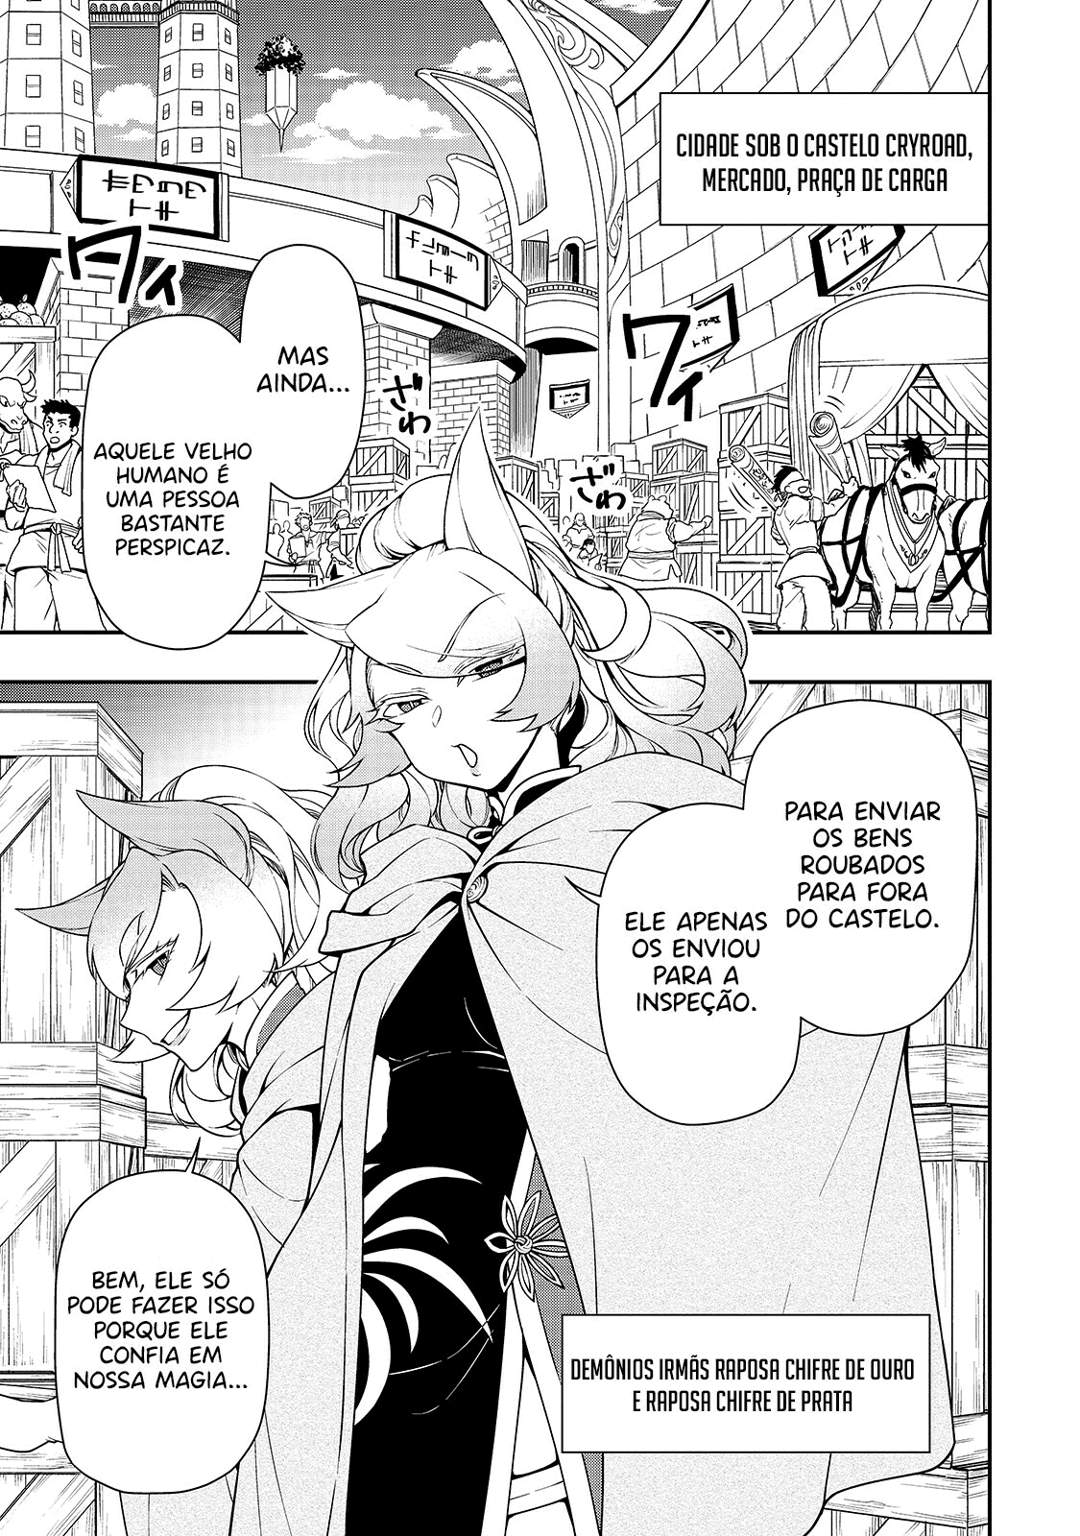 CIDADE SOB O CASTELO CRYROAD,
MERCADO, PRAÇA DE CARGA
ワイ
ワイ
ざわ
ざわ
MAS
AINDA...
AQUELE VELHO
HUMANO É
UMA PESSOA
BASTANTE
PERSPICAZ.
PARA ENVIAR
OS BENS
ROUBADOS
PARA FORA
DO CASTELO.
ELE APENAS
OS ENVIOU
PARA A
INSPEÇÃO.
BEM, ELE SÓ
PODE FAZER ISSO
PORQUE ELE
CONFIA EM
NOSSA MAGIA...
DEMÔNIOS IRMÃS RAPOSA CHIFRE DE OURO
E RAPOSA CHIFRE DE PRATA